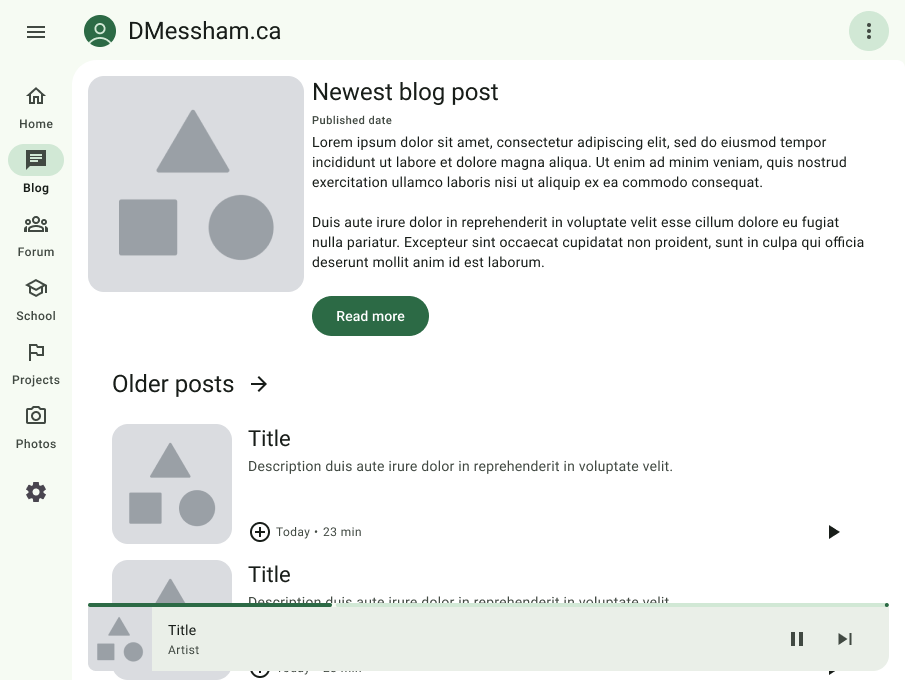 DMessham.ca
Home
Blog
Forum
School
Projects
Photos
Newest blog post
Published date
Lorem ipsum dolor sit amet, consectetur adipiscing elit, sed do eiusmod tempor
incididunt ut labore et dolore magna aliqua. Ut enim ad minim veniam, quis nostrud
exercitation ullamco laboris nisi ut aliquip ex ea commodo consequat.
Duis aute irure dolor in reprehenderit in voluptate velit esse cillum dolore eu fugiat
nulla pariatur. Excepteur sint occaecat cupidatat non proident, sunt in culpa qui officia
deserunt mollit anim id est laborum.
Read more
Older posts
Title
Description duis aute irure dolor in reprehenderit in voluptate velit.
Today • 23 min
Title
Description duis aute irure dolor in reprehenderit in voluptate velit.
Title
Artist